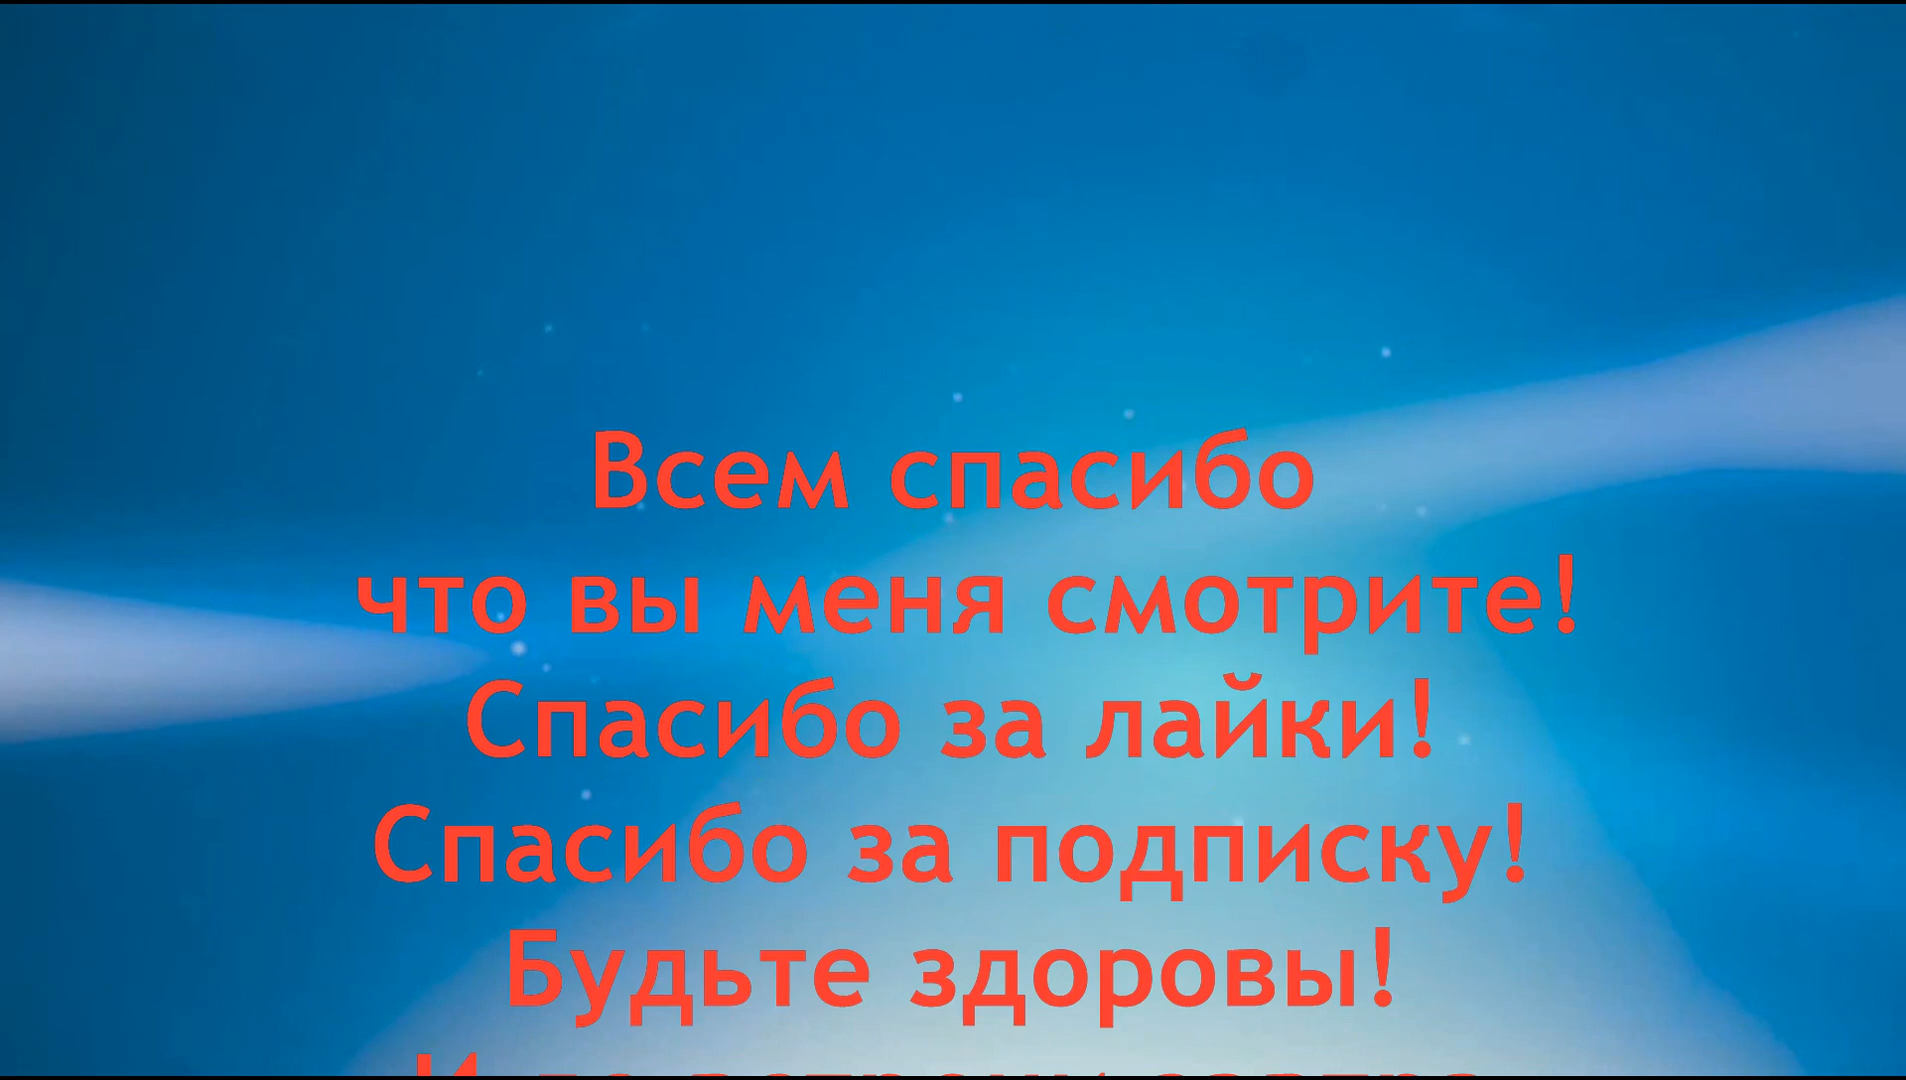 Всем спасибо
что вы меня смотрите!
Спасибо за лайки!
Спасибо за подписку!
Будьте здоровы!